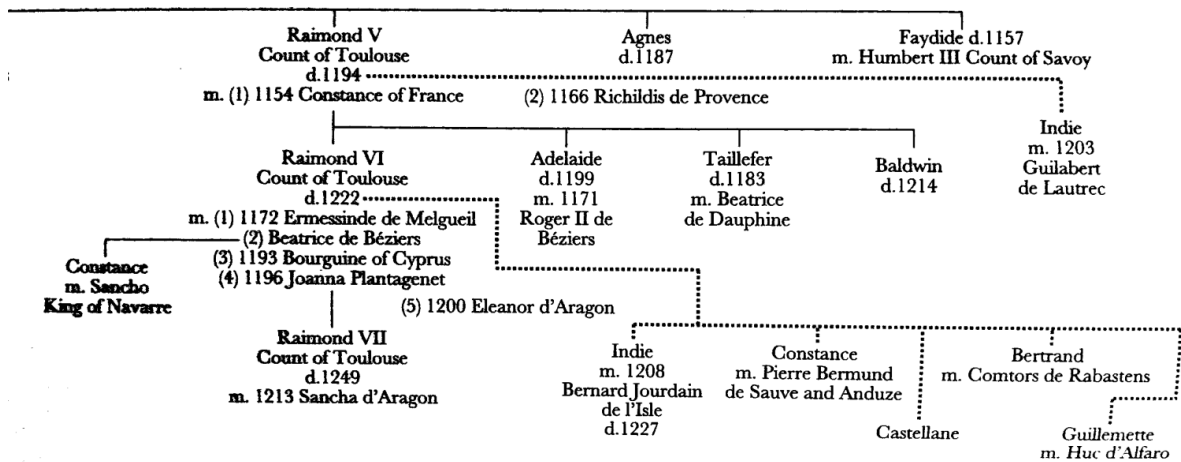 Raimond V
Count of Toulouse
d.1194
m. (1) 1154 Constance of France
(2) 1166 Richildis de Provence
Agnes
d.1187
Faydide d.1157
m. Humbert III Count of Savoy
Indie
m. 1203
Guilabert
de Lautrec
Raimond VI
Count of Toulouse
d.1222
m. (1) 1172 Ermessinde de Melgueil
(2) Beatrice de Béziers
(3) 1193 Bourguine of Cyprus
(4) 1196 Joanna Plantagenet
(5) 1200 Eleanor d'Aragon
Adelaide
d.1199
m. 1171
Roger II de
Béziers
Taillefer
d.1183
m. Beatrice
de Dauphine
Baldwin
d.1214
Constance
m. Sancho
King of Navarre
Raimond VII
Count of Toulouse
d.1249
m. 1213 Sancha d'Aragon
Indie
m. 1208
Bernard Jourdain
de l'Isle
d.1227
Constance
m. Pierre Bermund
de Sauve and Anduze
Castellane
Bertrand
m. Comtors de Rabastens
Guillemette
m. Huc d'Alfaro